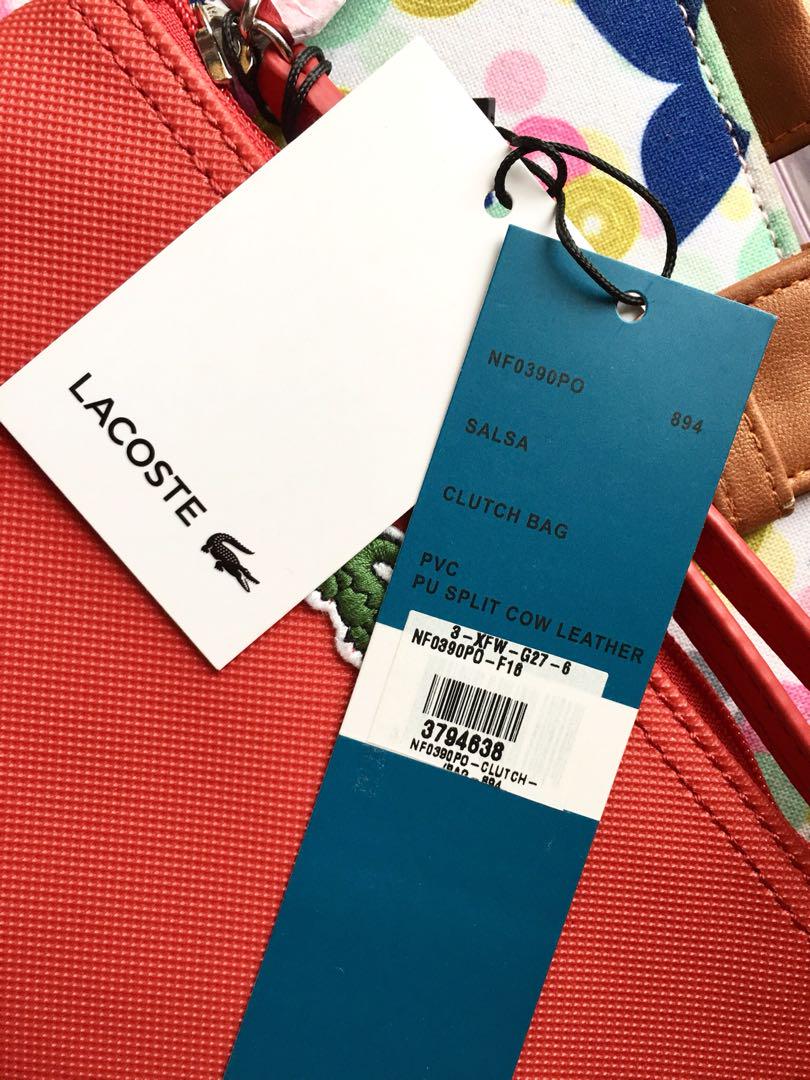 LACOSTE
NF0390PO
894
SALSA
CLUTCH BAG
PVC
PU SPLIT COW LEATHER
3-XFW-G27-6
NF0390PO-F16
3794638
NF0390PO-CLUTCH-